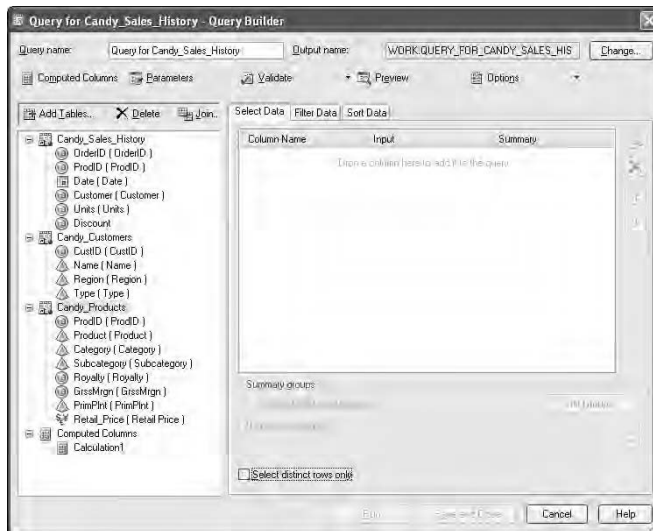 Query for Candy_Sales_History - Query Builder
Query name: Query for Candy_Sales_History Output name: WORK.QUERY_FOR_CANDY_SALES_HIS Change...
Computed Columns Parameters Validate Preview Options
Add Tables.. Delete Join.. Select Data Filter Data Sort Data
Column Name Input Summary
Drop a column here to add it to the query
Candy_Sales_History
OrderID ( OrderID )
ProdID ( ProdID )
Date ( Date )
Customer ( Customer )
Units ( Units )
Discount
Candy_Customers
CustID ( CustID )
Name ( Name )
Region ( Region )
Type ( Type )
Candy_Products
ProdID ( ProdID )
Product ( Product )
Category ( Category )
Subcategory ( Subcategory )
Royalty ( Royalty )
GrssMrgn ( GrssMrgn )
PrimPlnt ( PrimPlnt )
Retail_Price ( Retail Price )
Computed Columns
Calculation1
Summary groups
Select distinct rows only
Run Save and Close Cancel Help